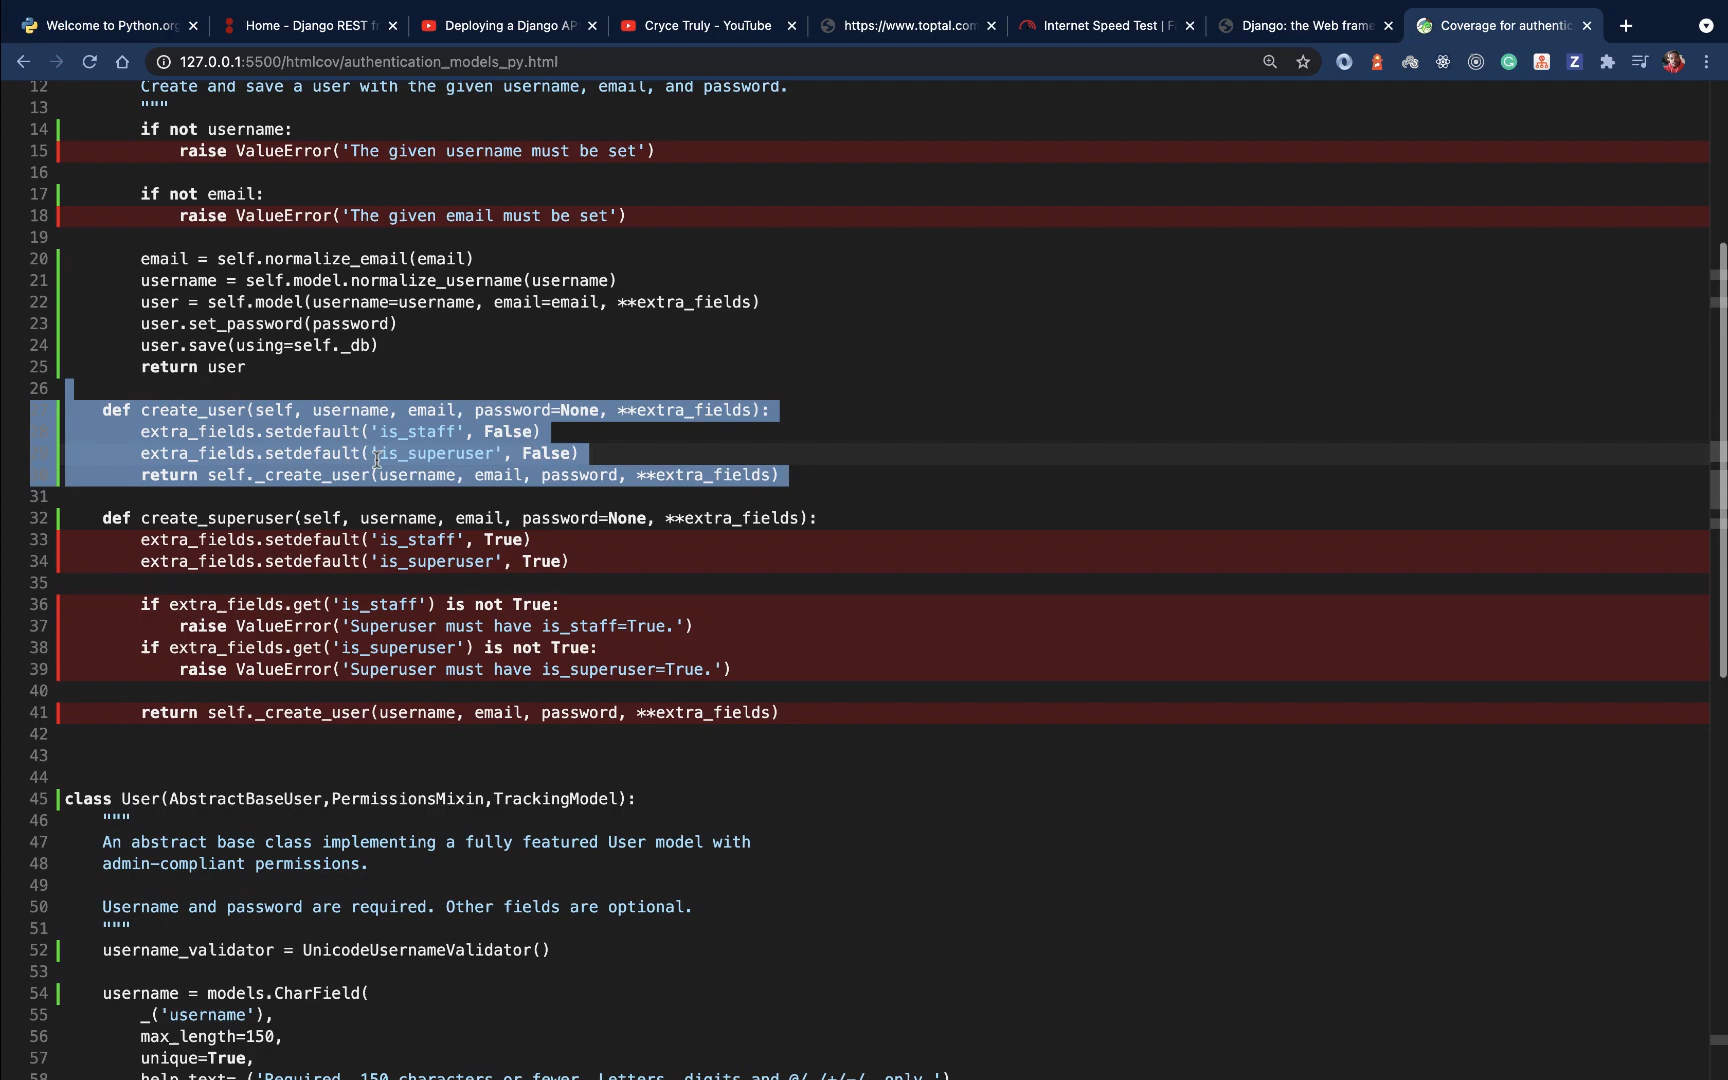 Welcome to Python.org
Home - Django REST fr
Deploying a Django AP
Cryce Truly - YouTube
https://www.toptal.com
Internet Speed Test | F
Django: the Web frame
Coverage for authentic
127.0.0.1:5500/htmlcov/authentication_models_py.html
12 Create and save a user with the given username, email, and password.
13 """
14 if not username:
15 raise ValueError('The given username must be set')
16
17 if not email:
18 raise ValueError('The given email must be set')
19
20 email = self.normalize_email(email)
21 username = self.model.normalize_username(username)
22 user = self.model(username=username, email=email, **extra_fields)
23 user.set_password(password)
24 user.save(using=self._db)
25 return user
26
def create_user(self, username, email, password=None, **extra_fields):
extra_fields.setdefault('is_staff', False)
extra_fields.setdefault('is_superuser', False)
return self._create_user(username, email, password, **extra_fields)
31
32 def create_superuser(self, username, email, password=None, **extra_fields):
33 extra_fields.setdefault('is_staff', True)
34 extra_fields.setdefault('is_superuser', True)
35
36 if extra_fields.get('is_staff') is not True:
37 raise ValueError('Superuser must have is_staff=True.')
38 if extra_fields.get('is_superuser') is not True:
39 raise ValueError('Superuser must have is_superuser=True.')
40
41 return self._create_user(username, email, password, **extra_fields)
42
43
44
45 class User(AbstractBaseUser,PermissionsMixin,TrackingModel):
46 """
47 An abstract base class implementing a fully featured User model with
48 admin-compliant permissions.
49
50 Username and password are required. Other fields are optional.
51 """
52 username_validator = UnicodeUsernameValidator()
53
54 username = models.CharField(
55 _('username'),
56 max_length=150,
57 unique=True,
58 help_text=_('Required. 150 characters or fewer. Letters, digits and @/./+/-/_ only.')